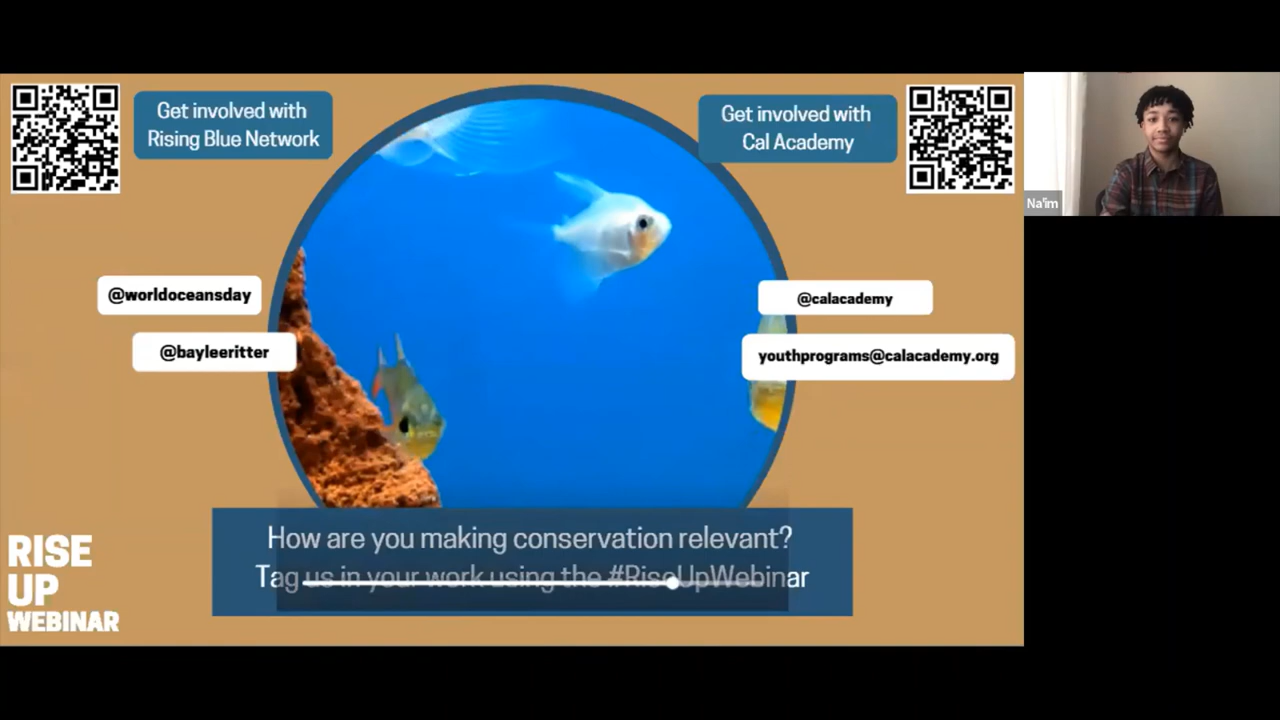 Get involved with
Rising Blue Network
Get involved with
Cal Academy
Na'im
@worldoceansday
@calacademy
@bayleeritter
youthprograms@calacademy.org
How are you making conservation relevant?
Tag us in your work using the #RiseUpWebinar
RISE
UP
WEBINAR